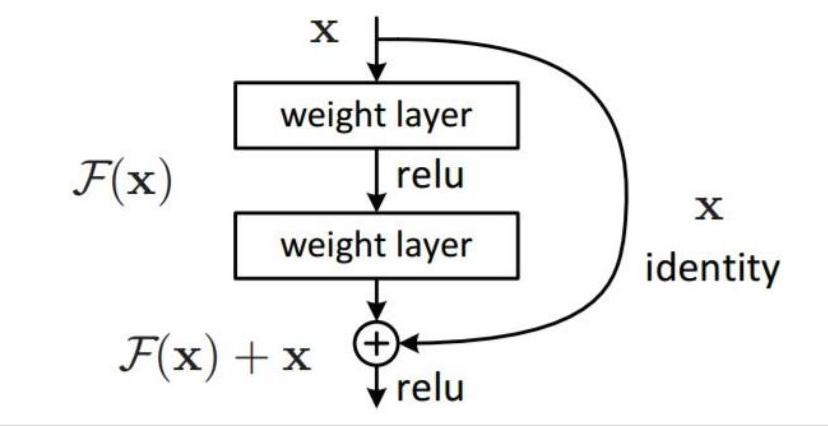 x
weight layer
F(x)
relu
weight layer
x
identity
F(x) + x
relu